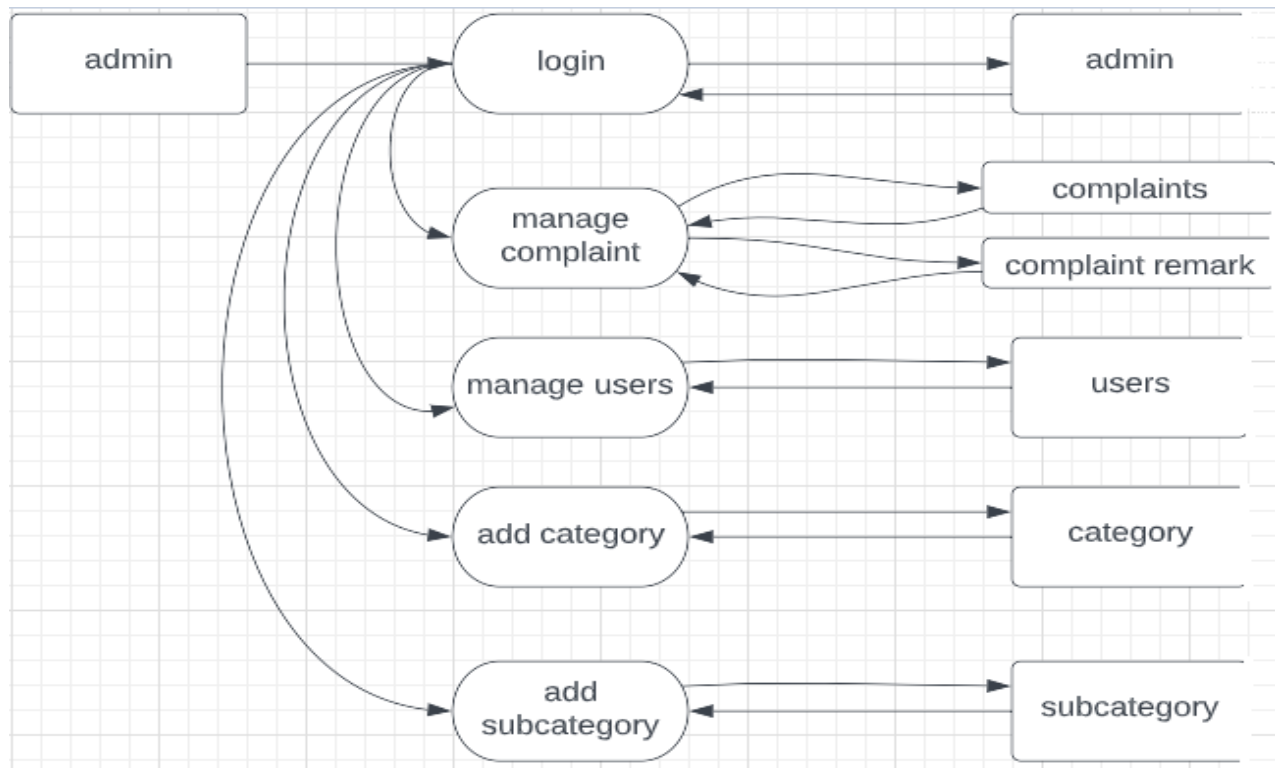 admin
login
admin
manage
complaint
complaints
complaint remark
manage users
users
add category
category
add
subcategory
subcategory